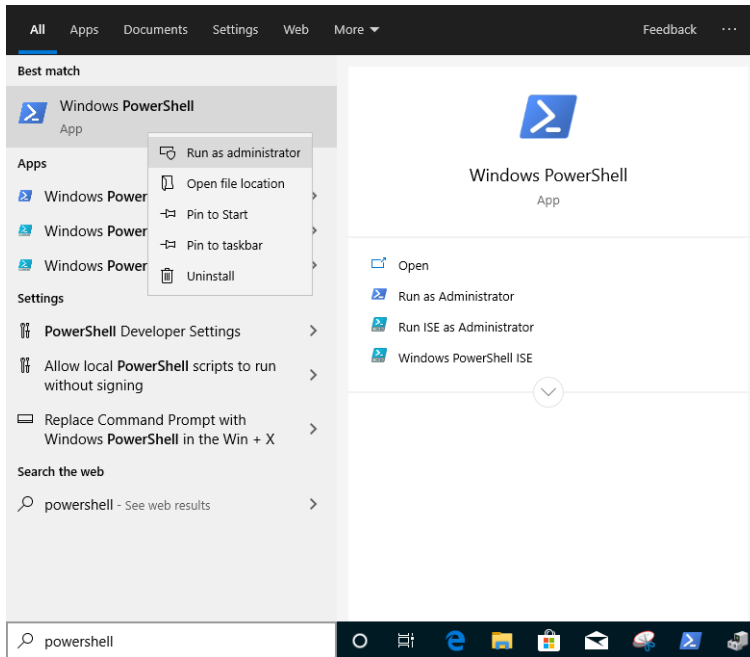 All Apps Documents Settings Web More Feedback ...
Best match
Windows PowerShell
App
Run as administrator
Open file location
Pin to Start
Pin to taskbar
Uninstall
Apps
Windows Power
Windows Power
Windows Power
Settings
PowerShell Developer Settings
Allow local PowerShell scripts to run
without signing
Replace Command Prompt with
Windows PowerShell in the Win + X
Search the web
powershell - See web results
powershell
Windows PowerShell
App
Open
Run as Administrator
Run ISE as Administrator
Windows PowerShell ISE